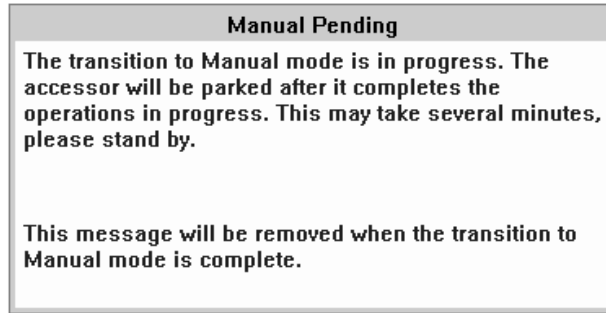 Manual Pending
The transition to Manual mode is in progress. The
accessor will be parked after it completes the
operations in progress. This may take several minutes,
please stand by.
This message will be removed when the transition to
Manual mode is complete.